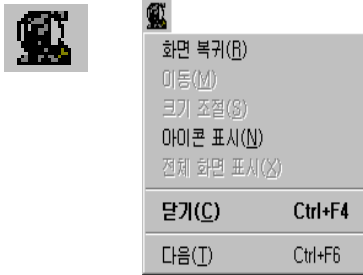 화면 복귀(R)
이동(M)
크기 조절(S)
아이콘 표시(N)
전체 화면 표시(X)
닫기(C) Ctrl+F4
다음(T) Ctrl+F6